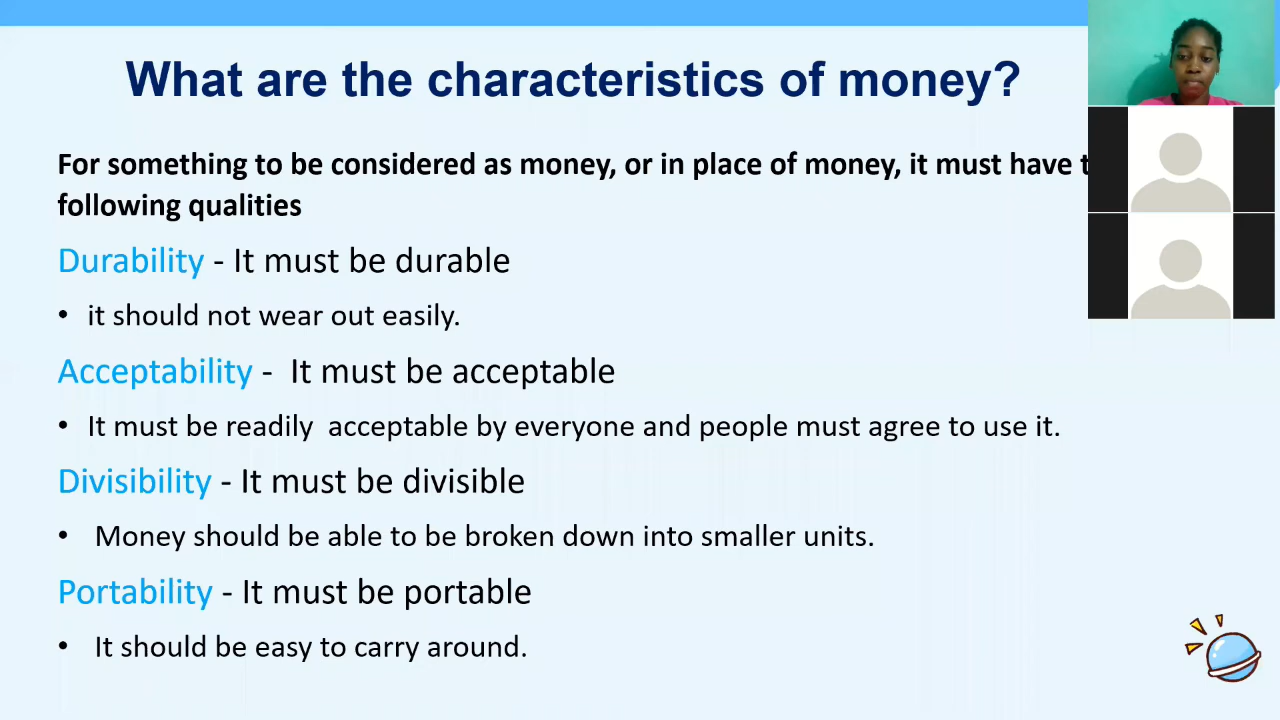 What are the characteristics of money?
For something to be considered as money, or in place of money, it must have
following qualities
Durability - It must be durable
• it should not wear out easily.
Acceptability - It must be acceptable
• It must be readily acceptable by everyone and people must agree to use it.
Divisibility - It must be divisible
• Money should be able to be broken down into smaller units.
Portability - It must be portable
• It should be easy to carry around.